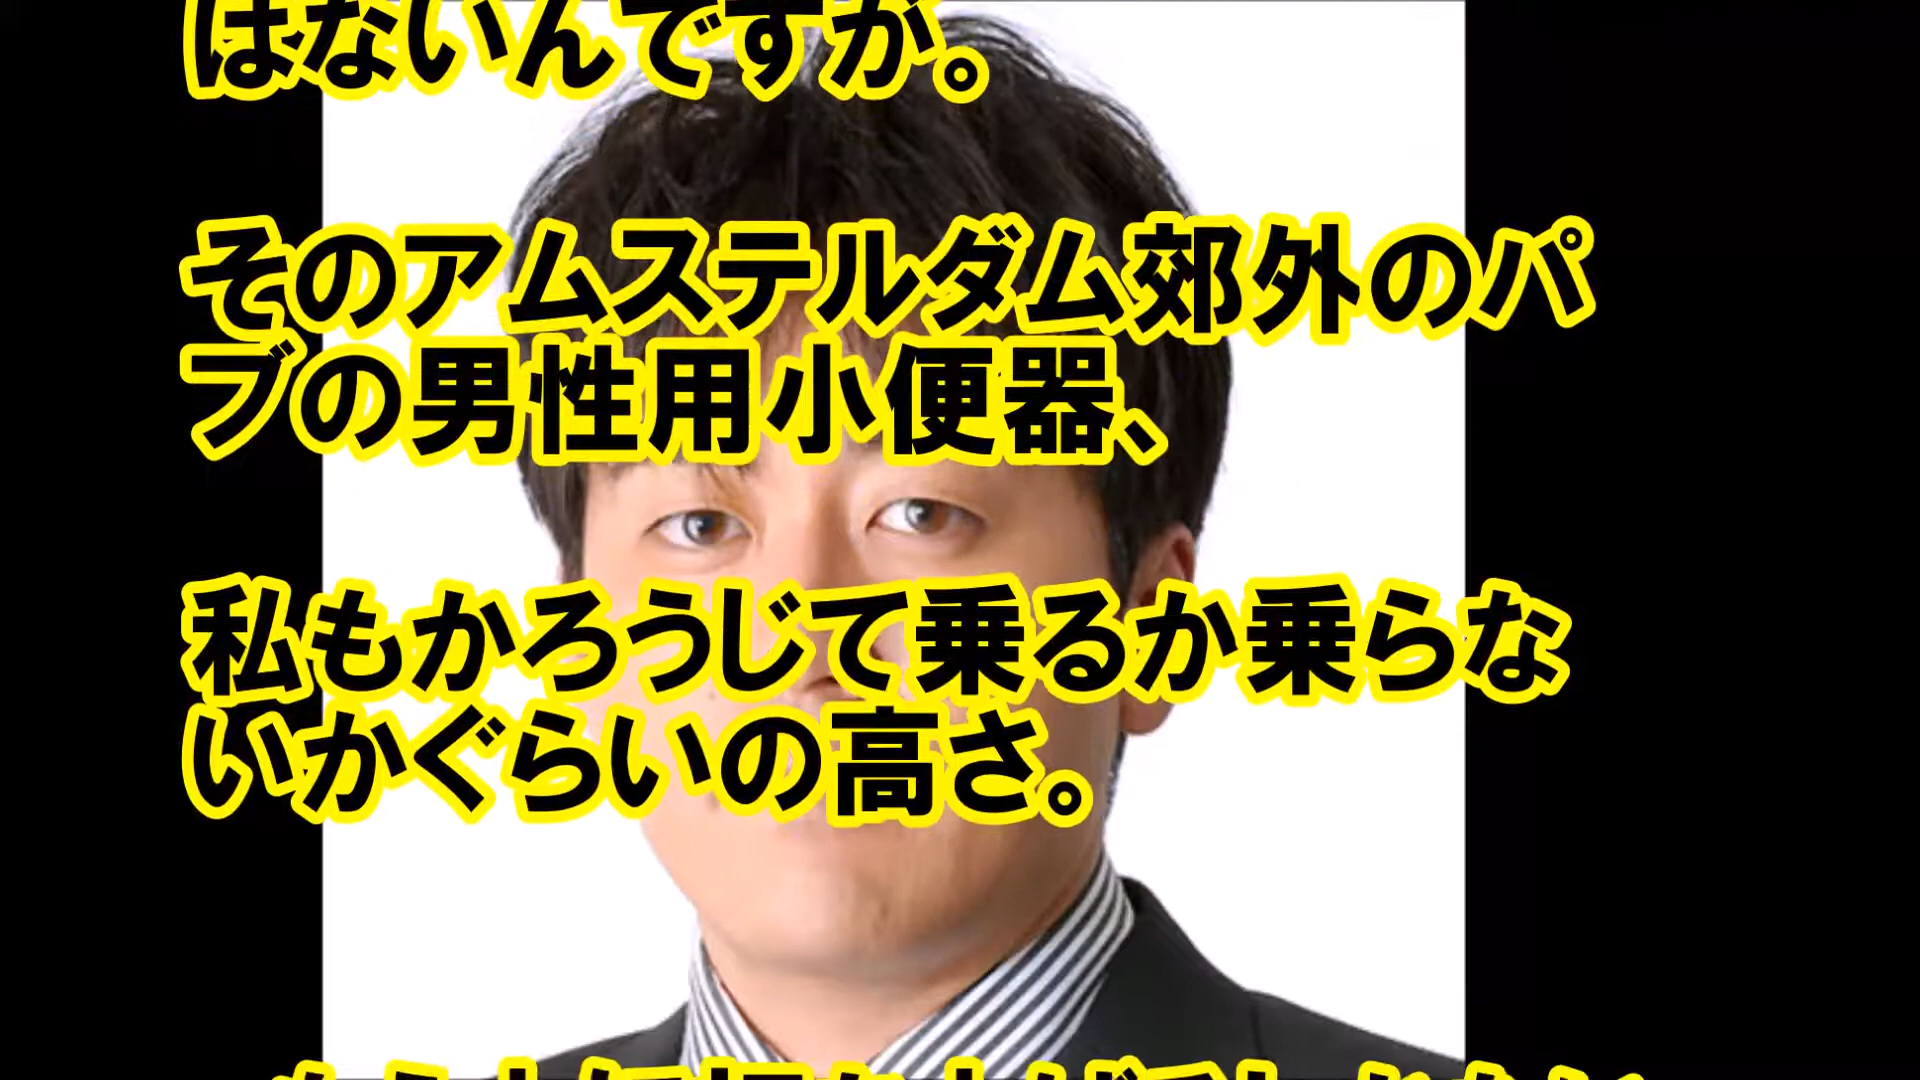 はないんですが。
そのアムステルダム郊外のパ
ブの男性用小便器、
私もかろうじて乗るか乗らな
いかぐらいの高さ。